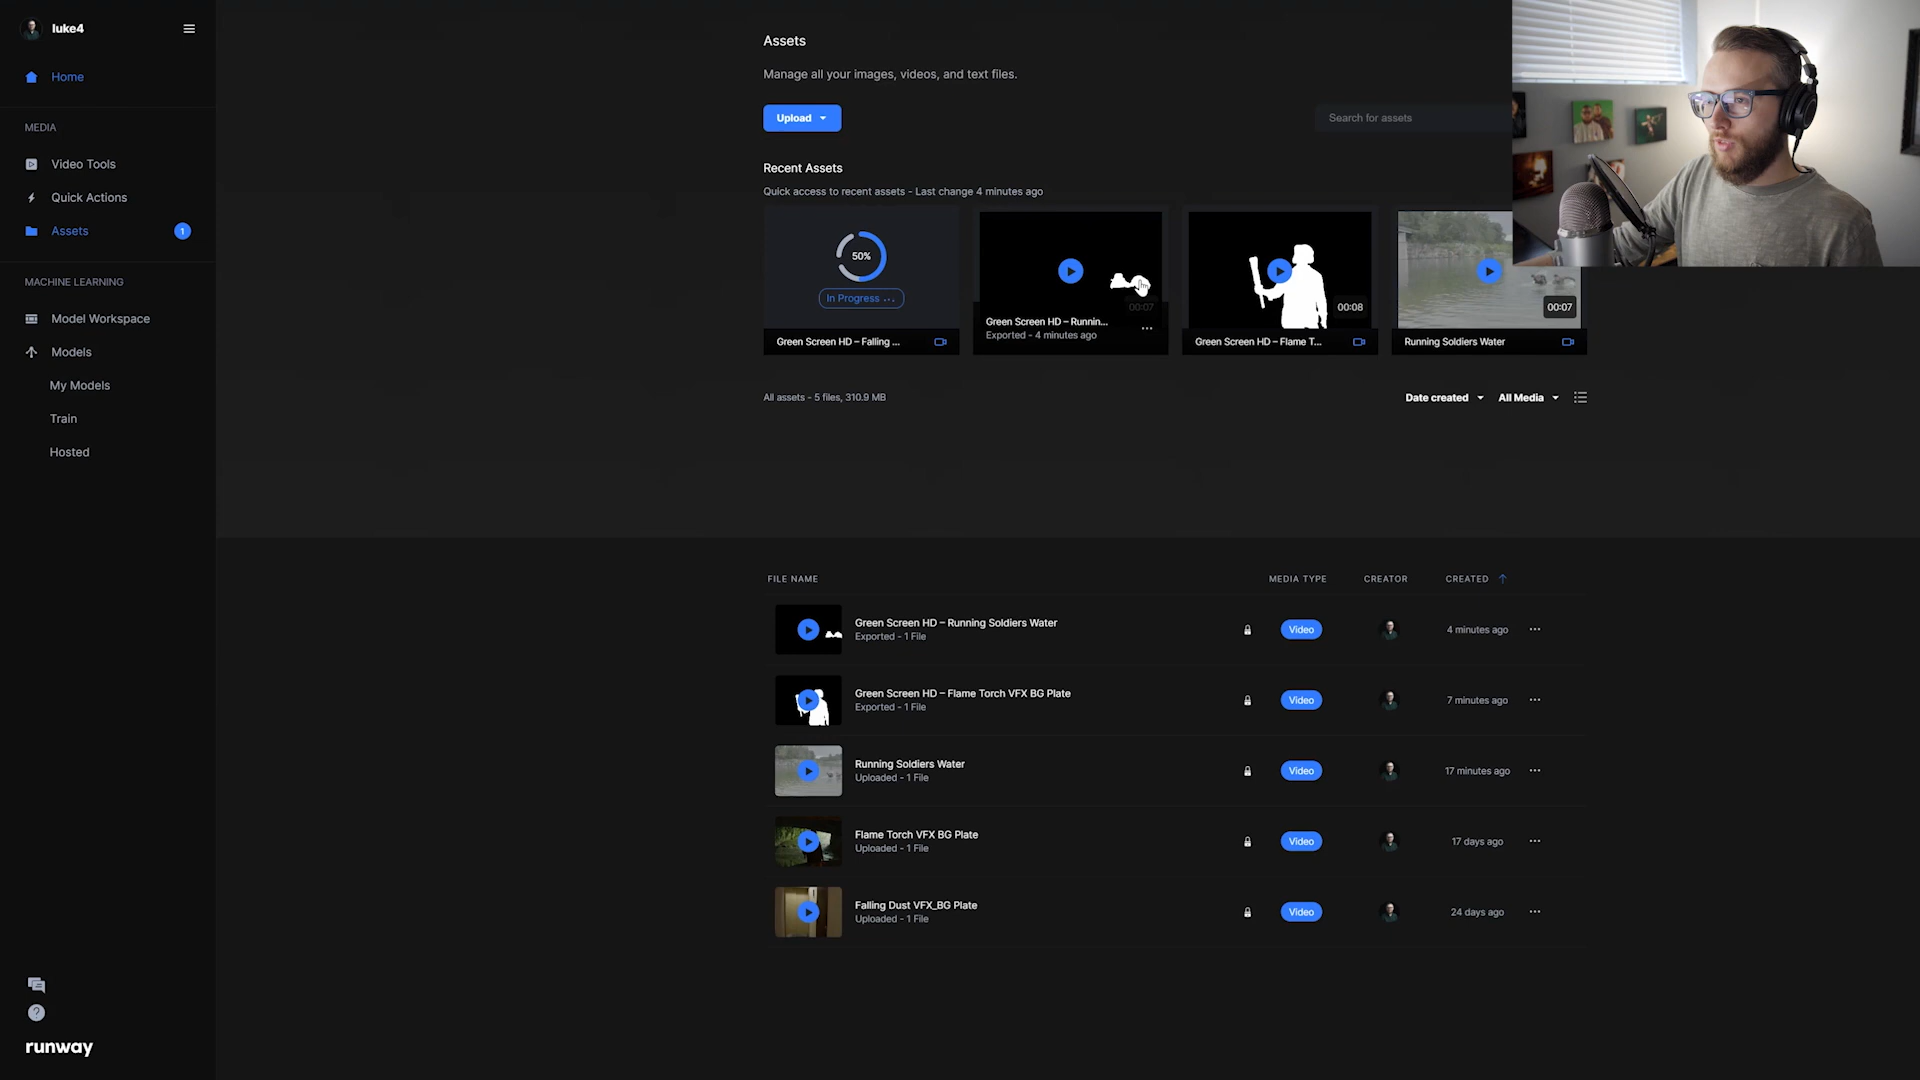 luke4
Home
MEDIA
Video Tools
Quick Actions
Assets
1
MACHINE LEARNING
Model Workspace
Models
My Models
Train
Hosted
runway
Assets
Manage all your images, videos, and text files.
Upload
Search for assets
Recent Assets
Quick access to recent assets - Last change 4 minutes ago
50%
In Progress ...
Green Screen HD – Falling ...
00:07
Green Screen HD – Runnin...
Exported - 4 minutes ago
00:08
Green Screen HD – Flame T...
00:07
Running Soldiers Water
All assets - 5 files, 310.9 MB
Date created
All Media
FILE NAME
MEDIA TYPE
CREATOR
CREATED
Green Screen HD – Running Soldiers Water
Exported - 1 File
Video
4 minutes ago
Green Screen HD – Flame Torch VFX BG Plate
Exported - 1 File
Video
7 minutes ago
Running Soldiers Water
Uploaded - 1 File
Video
17 minutes ago
Flame Torch VFX BG Plate
Uploaded - 1 File
Video
17 days ago
Falling Dust VFX_BG Plate
Uploaded - 1 File
Video
24 days ago